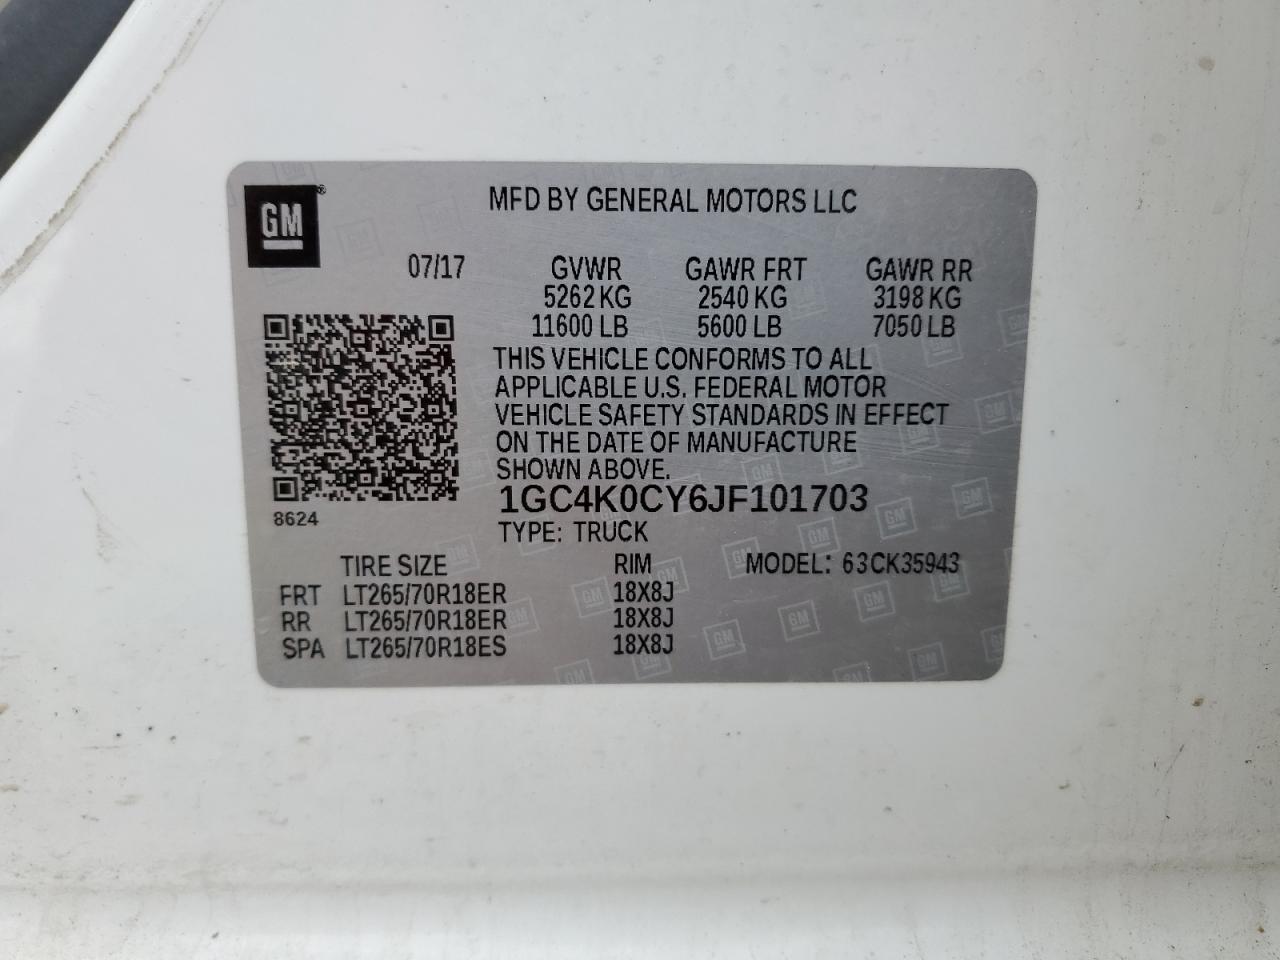 GM®
MFD BY GENERAL MOTORS LLC
07/17 GVWR GAWR FRT GAWR RR
5262 KG 2540 KG 3198 KG
11600 LB 5600 LB 7050 LB
THIS VEHICLE CONFORMS TO ALL
APPLICABLE U.S. FEDERAL MOTOR
VEHICLE SAFETY STANDARDS IN EFFECT
ON THE DATE OF MANUFACTURE
SHOWN ABOVE.
1GC4K0CY6JF101703
8624
TYPE: TRUCK
TIRE SIZE RIM MODEL: 63CK35943
FRT LT265/70R18ER 18X8J
RR LT265/70R18ER 18X8J
SPA LT265/70R18ES 18X8J